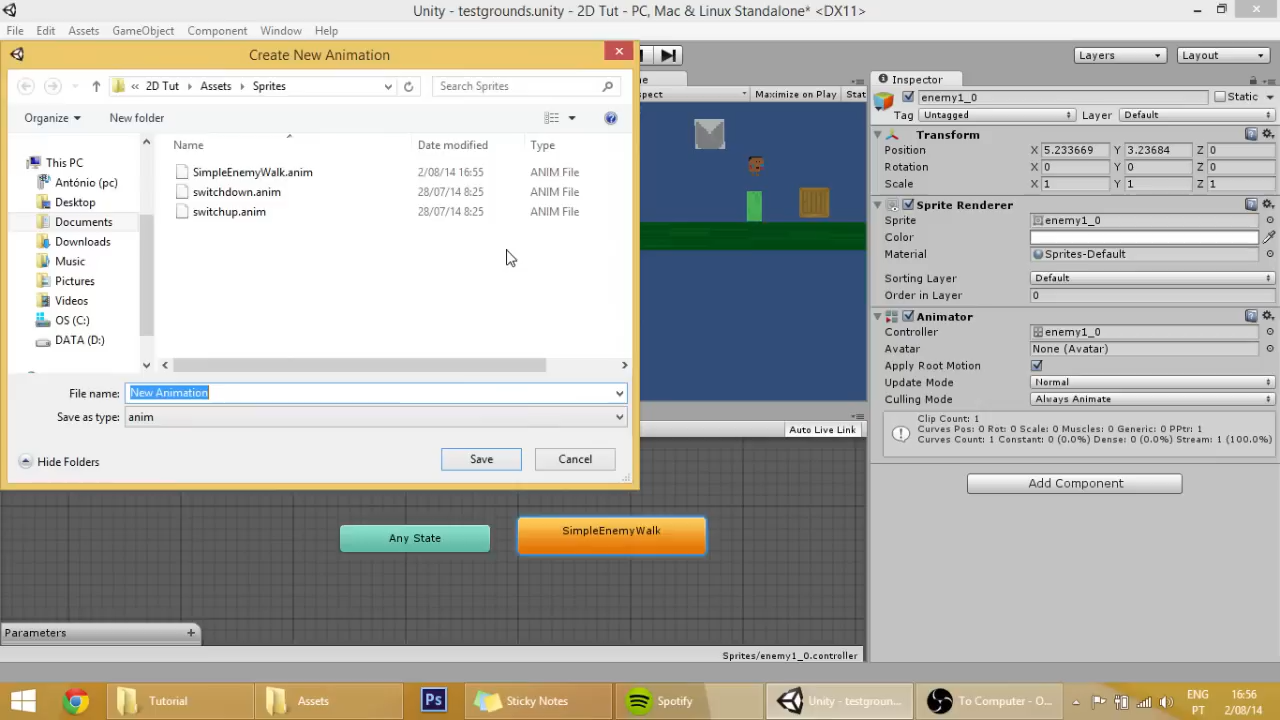 Unity - testgrounds.unity - 2D Tut - PC, Mac & Linux Standalone* <DX11>
File Edit Assets GameObject Component Window Help
Create New Animation
Layers
Layout
« 2D Tut Assets Sprites
Search Sprites
Organize
New folder
Name Date modified Type
This PC
António (pc)
Desktop
Documents
Downloads
Music
Pictures
Videos
OS (C:)
DATA (D:)
SimpleEnemyWalk.anim 2/08/14 16:55 ANIM File
switchdown.anim 28/07/14 8:25 ANIM File
switchup.anim 28/07/14 8:25 ANIM File
File name: New Animation
Save as type: anim
Hide Folders
Save
Cancel
Maximize on Play
Inspector
enemy1_0
Static
Tag Untagged Layer Default
Transform
Position X 5.233669 Y 3.23684 Z 0
Rotation X 0 Y 0 Z 0
Scale X 1 Y 1 Z 1
Sprite Renderer
Sprite enemy1_0
Color
Material Sprites-Default
Sorting Layer Default
Order in Layer 0
Animator
Controller enemy1_0
Avatar None (Avatar)
Apply Root Motion
Update Mode Normal
Culling Mode Always Animate
Clip Count: 1
Curves Pos: 0 Rot: 0 Scale: 0 Muscles: 0 Generic: 0 PPtr: 1
Curves Count: 1 Constant: 0 (0.0%) Dense: 0 (0.0%) Stream: 1 (100.0%)
Add Component
Auto Live Link
Any State
SimpleEnemyWalk
Parameters +
Sprites/enemy1_0.controller
Tutorial
Assets
Ps
Sticky Notes
Spotify
Unity - testgroun...
To Computer - O...
ENG
PT
16:56
2/08/14